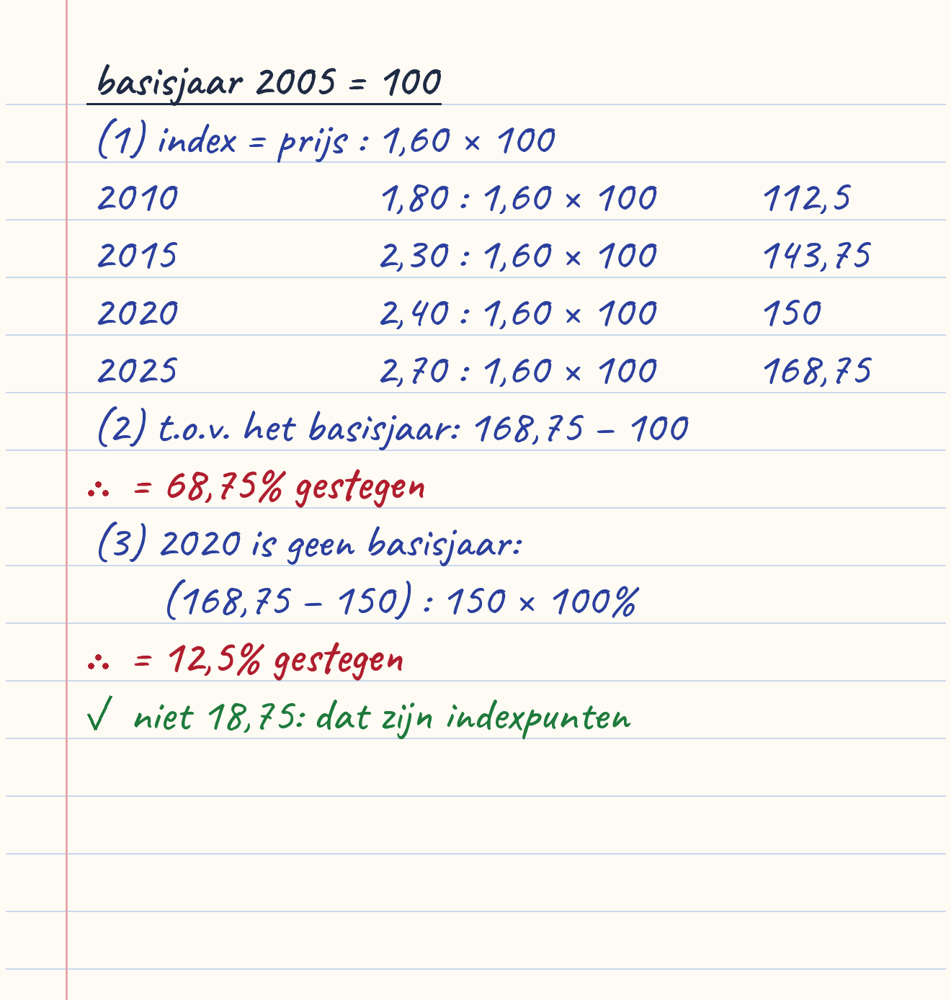 basisjaar 2005 = 100
(1) index = prijs : 1,60 × 100
2010 1,80 : 1,60 × 100 112,5
2015 2,30 : 1,60 × 100 143,75
2020 2,40 : 1,60 × 100 150
2025 2,70 : 1,60 × 100 168,75
(2) t.o.v. het basisjaar: 168,75 – 100
∴ = 68,75% gestegen
(3) 2020 is geen basisjaar:
(168,75 – 150) : 150 × 100%
∴ = 12,5% gestegen
✓ niet 18,75: dat zijn indexpunten